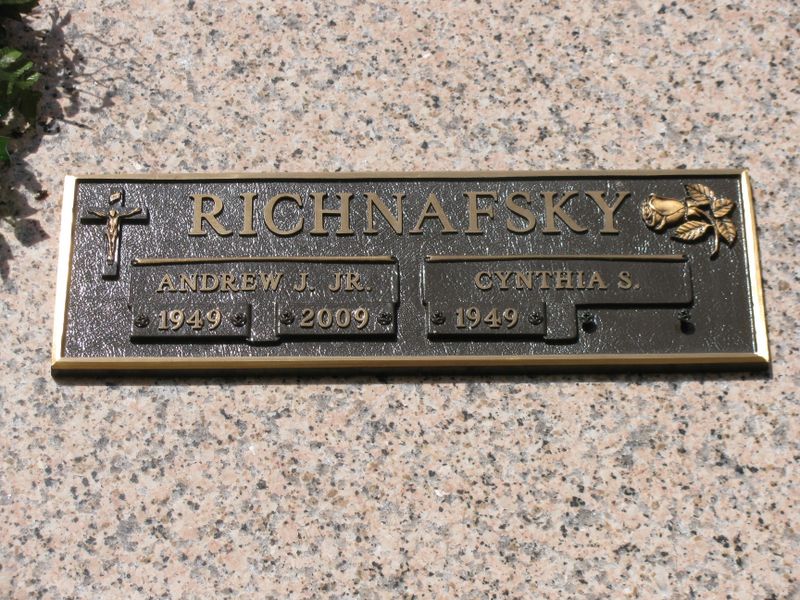 RICHNAFSKY
ANDREW J. JR.
1949 2009
CYNTHIA S.
1949